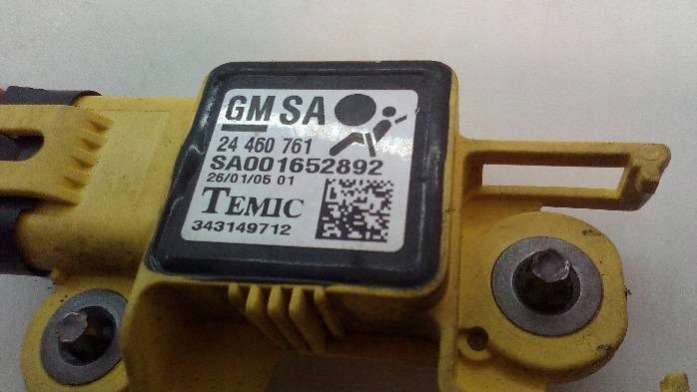 GM SA
24 460 761
SA001652892
26/01/05 01
TEMIC
343149712